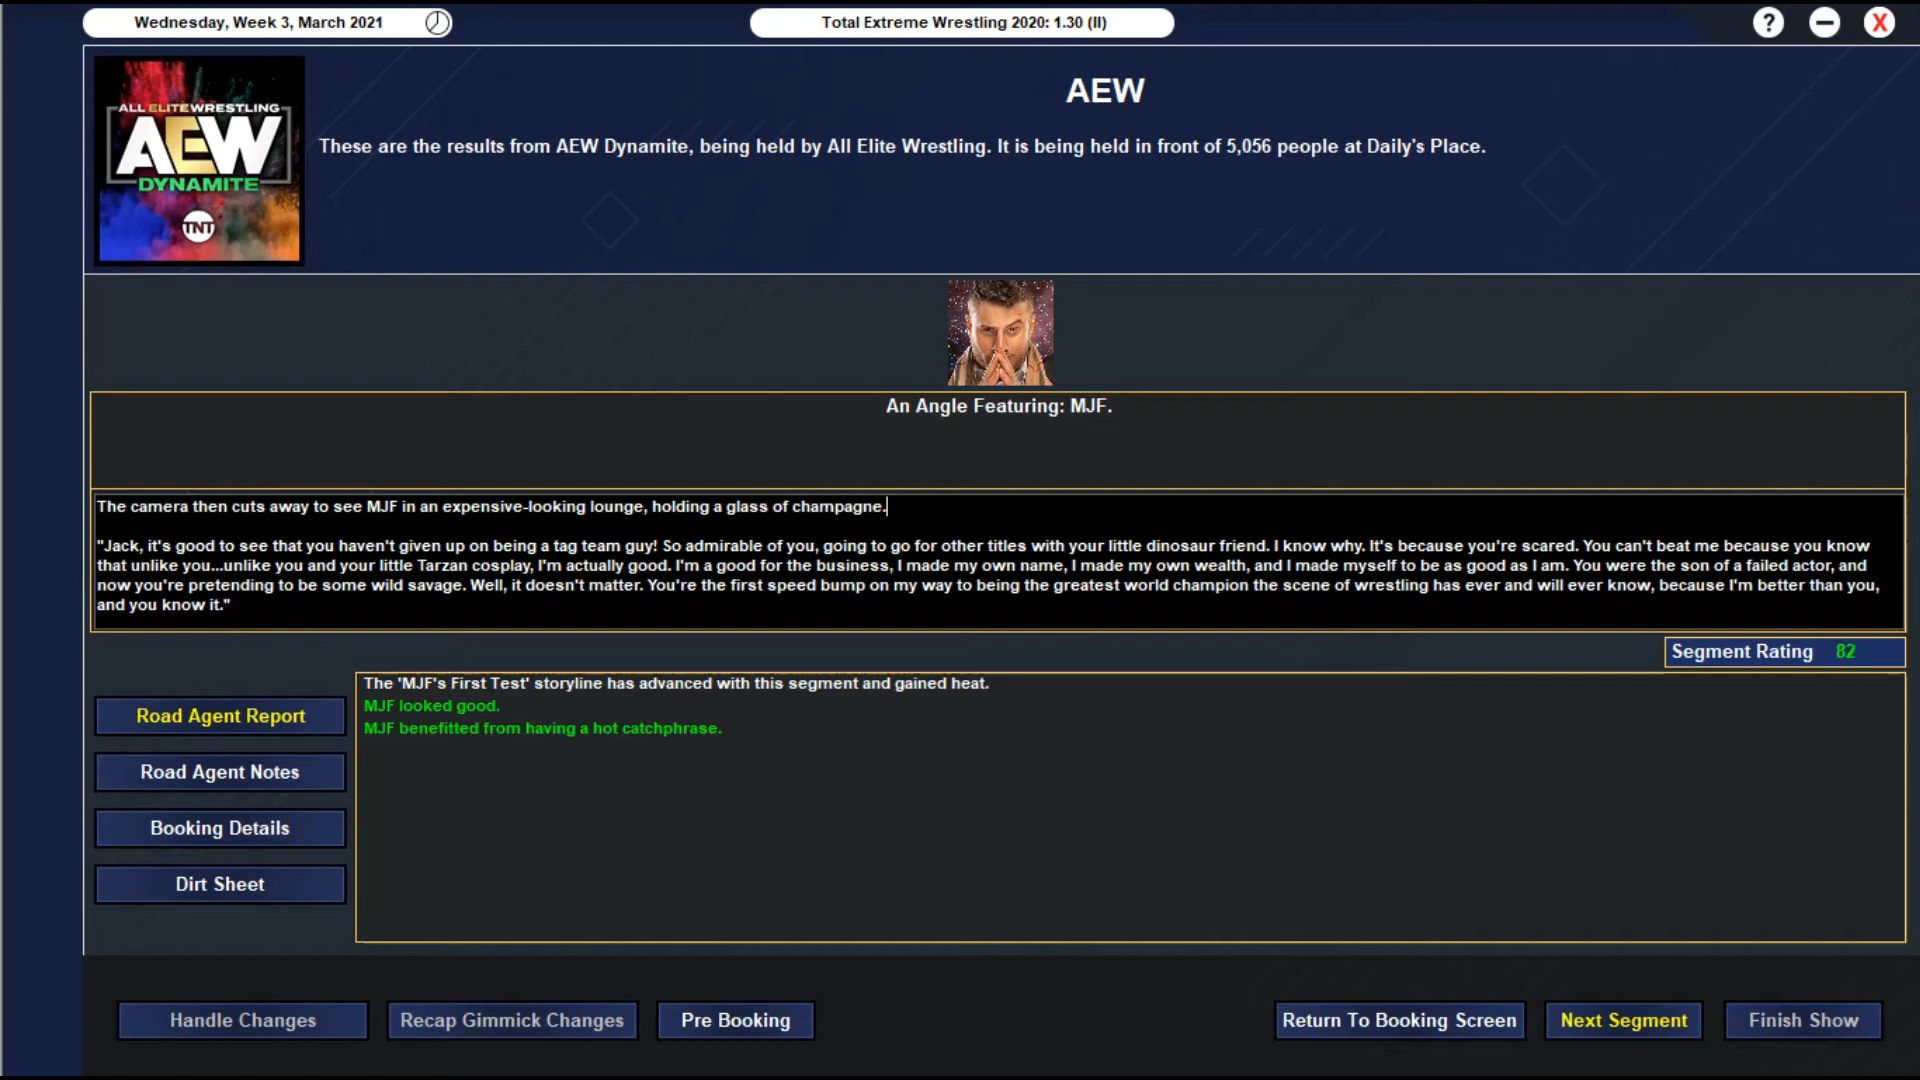 Wednesday, Week 3, March 2021
Total Extreme Wrestling 2020: 1.30 (II)
?
X
ALL ELITE WRESTLING
AEW
DYNAMITE
TNT
AEW
These are the results from AEW Dynamite, being held by All Elite Wrestling. It is being held in front of 5,056 people at Daily's Place.
An Angle Featuring: MJF.
The camera then cuts away to see MJF in an expensive-looking lounge, holding a glass of champagne.
"Jack, it's good to see that you haven't given up on being a tag team guy! So admirable of you, going to go for other titles with your little dinosaur friend. I know why. It's because you're scared. You can't beat me because you know
that unlike you...unlike you and your little Tarzan cosplay, I'm actually good. I'm a good for the business, I made my own name, I made my own wealth, and I made myself to be as good as I am. You were the son of a failed actor, and
now you're pretending to be some wild savage. Well, it doesn't matter. You're the first speed bump on my way to being the greatest world champion the scene of wrestling has ever and will ever know, because I'm better than you,
and you know it."
Segment Rating 82
Road Agent Report
Road Agent Notes
Booking Details
Dirt Sheet
The 'MJF's First Test' storyline has advanced with this segment and gained heat.
MJF looked good.
MJF benefitted from having a hot catchphrase.
Handle Changes
Recap Gimmick Changes
Pre Booking
Return To Booking Screen
Next Segment
Finish Show